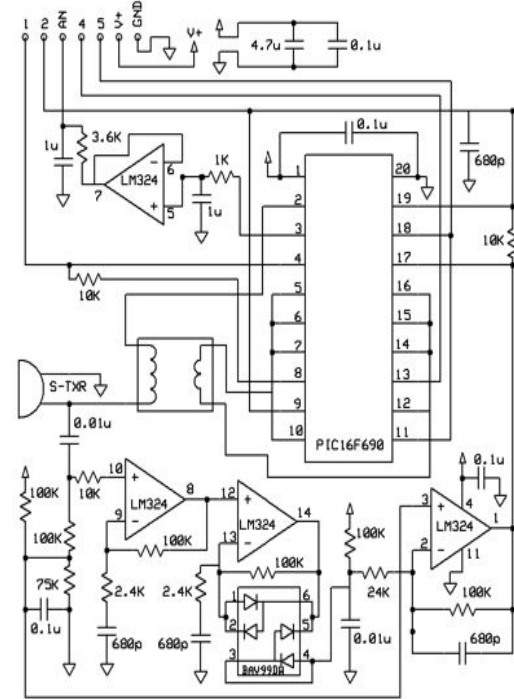 1 2 AN 4 5 V+ GND
V+
4.7u 0.1u
3.6K
1u
7 LM324 6 5
- +
1K
1u
0.1u
680p
10K
1 20
2 19
3 18
4 17
5 16
6 15
7 14
8 13
9 12
10 11
PIC16F690
10K
S-TXR
0.01u
100K 10K
100K
75K
0.1u
10 + 9 - 8
LM324
100K
2.4K
680p
12 + 13 - 14
LM324
100K
2.4K
680p
1 6
2 5
3 4
BAV99DA
100K
24K
0.01u
0.1u
3 + 4 1
LM324
2 - 11
100K
680p